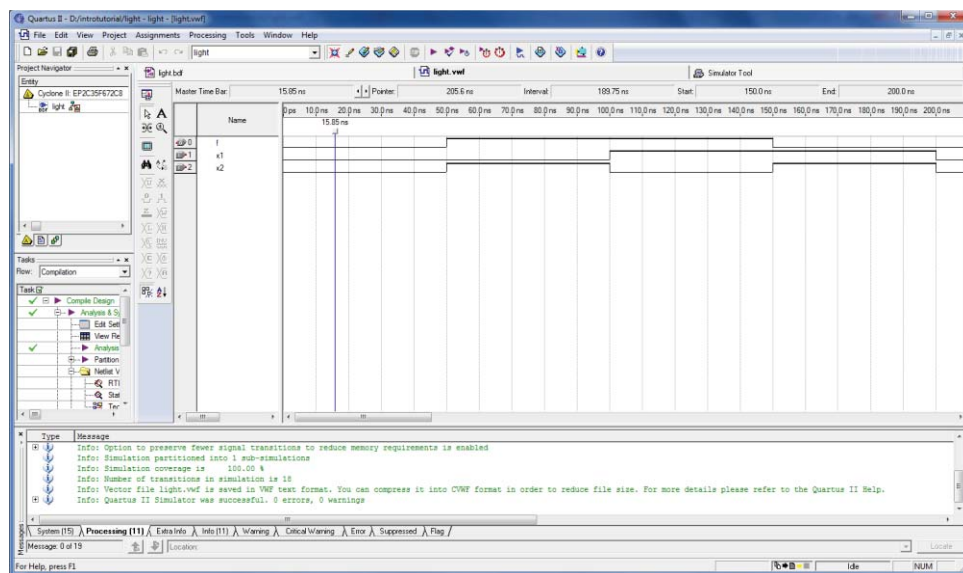 Quartus II - D:/introtutorial/light - light - [light.vwf]
File Edit View Project Assignments Processing Tools Window Help
light
Project Navigator
Entity
Cyclone II: EP2C35F672C8
light
light.bdf
light.vwf
Simulator Tool
Master Time Bar: 15.85 ns Pointer: 205.6 ns Interval: 189.75 ns Start: 150.0 ns End: 200.0 ns
Name
0 ps 10.0 ns 20.0 ns 30.0 ns 40.0 ns 50.0 ns 60.0 ns 70.0 ns 80.0 ns 90.0 ns 100.0 ns 110.0 ns 120.0 ns 130.0 ns 140.0 ns 150.0 ns 160.0 ns 170.0 ns 180.0 ns 190.0 ns 200.0 ns
15.85 ns
0 f
1 x1
2 x2
Tasks
Flow: Compilation
Task
Compile Design
Analysis & Sy
Edit Sett
View Re
Analysis
Partition
Netlist V
RTL
Stat
Tec
Type Message
Info: Option to preserve fewer signal transitions to reduce memory requirements is enabled
Info: Simulation partitioned into 1 sub-simulations
Info: Simulation coverage is 100.00 %
Info: Number of transitions in simulation is 18
Info: Vector file light.vwf is saved in VWF text format. You can compress it into CVWF format in order to reduce file size. For more details please refer to the Quartus II Help.
Info: Quartus II Simulator was successful. 0 errors, 0 warnings
System (15) Processing (11) Extra Info Info (11) Warning Critical Warning Error Suppressed Flag
Messages
Message: 0 of 19 Location: Locate
For Help, press F1 Idle NUM